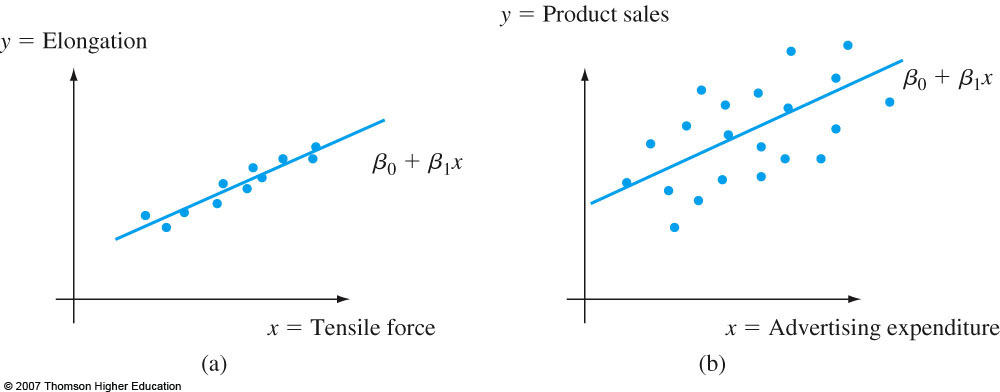 y = Elongation
β₀ + β₁x
x = Tensile force
(a)
y = Product sales
β₀ + β₁x
x = Advertising expenditure
(b)
© 2007 Thomson Higher Education